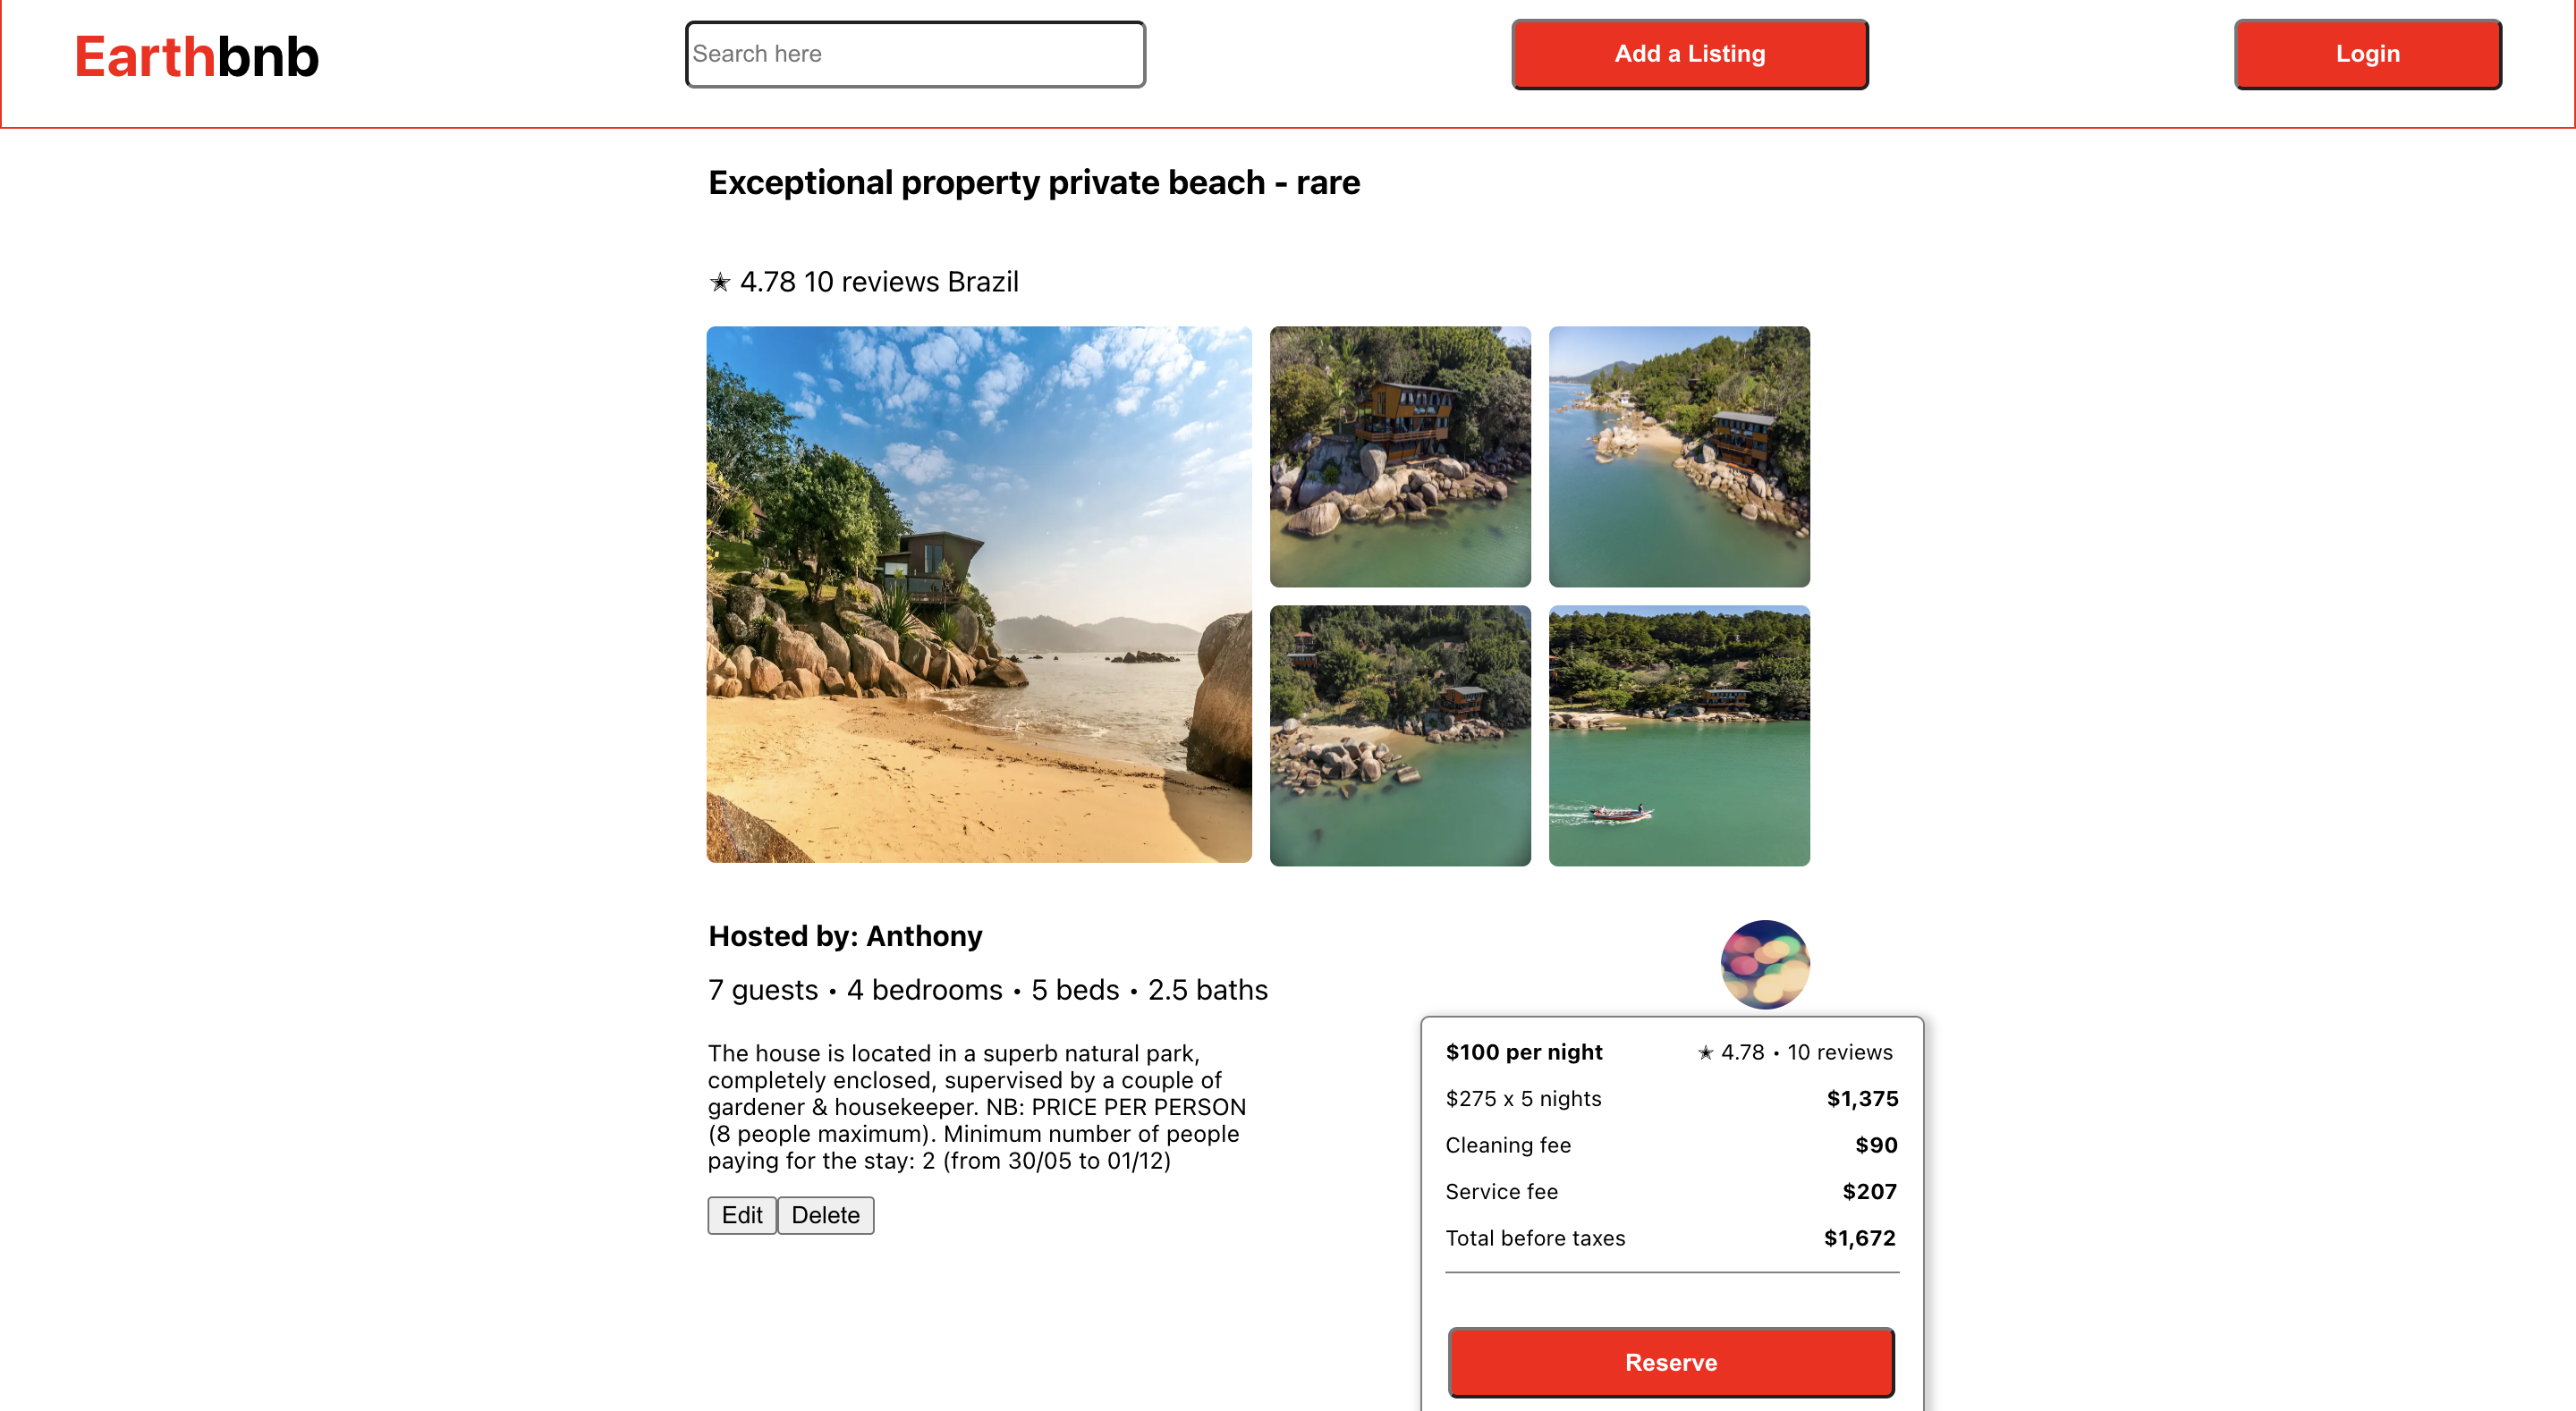 Earthbnb
Search here
Add a Listing
Login
Exceptional property private beach - rare
★ 4.78 10 reviews Brazil
Hosted by: Anthony
7 guests • 4 bedrooms • 5 beds • 2.5 baths
The house is located in a superb natural park,
completely enclosed, supervised by a couple of
gardener & housekeeper. NB: PRICE PER PERSON
(8 people maximum). Minimum number of people
paying for the stay: 2 (from 30/05 to 01/12)
Edit Delete
$100 per night ★ 4.78 • 10 reviews
$275 x 5 nights $1,375
Cleaning fee $90
Service fee $207
Total before taxes $1,672
Reserve